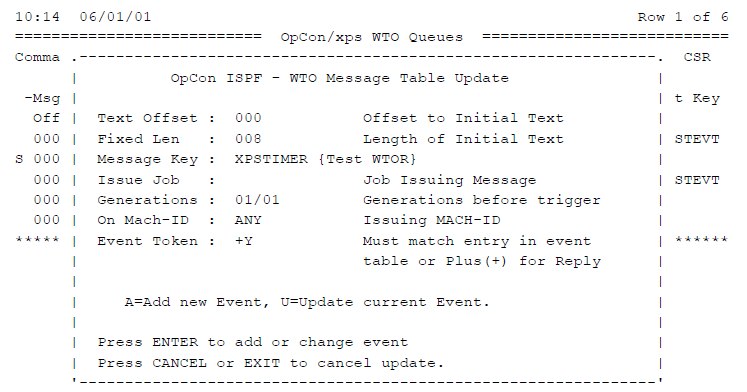 10:14  06/01/01                                                     Row 1 of 6
===========================  OpCon/xps WTO Queues  ===========================
Comma .---------------------------------------------------------------.  CSR
      |          OpCon ISPF - WTO Message Table Update                |
 -Msg |                                                               | t Key
  Off |  Text Offset :  000           Offset to Initial Text          |
  000 |  Fixed Len   :  008           Length of Initial Text          | STEVT
S 000 |  Message Key :  XPSTIMER {Test WTOR}                          |
  000 |  Issue Job   :                Job Issuing Message             | STEVT
  000 |  Generations :  01/01         Generations before trigger      |
  000 |  On Mach-ID  :  ANY           Issuing MACH-ID                 |
***** |  Event Token :  +Y            Must match entry in event       | ******
      |                               table or Plus(+) for Reply      |
      |                                                               |
      |     A=Add new Event, U=Update current Event.                  |
      |                                                               |
      |  Press ENTER to add or change event                           |
      |  Press CANCEL or EXIT to cancel update.                       |
      '---------------------------------------------------------------'